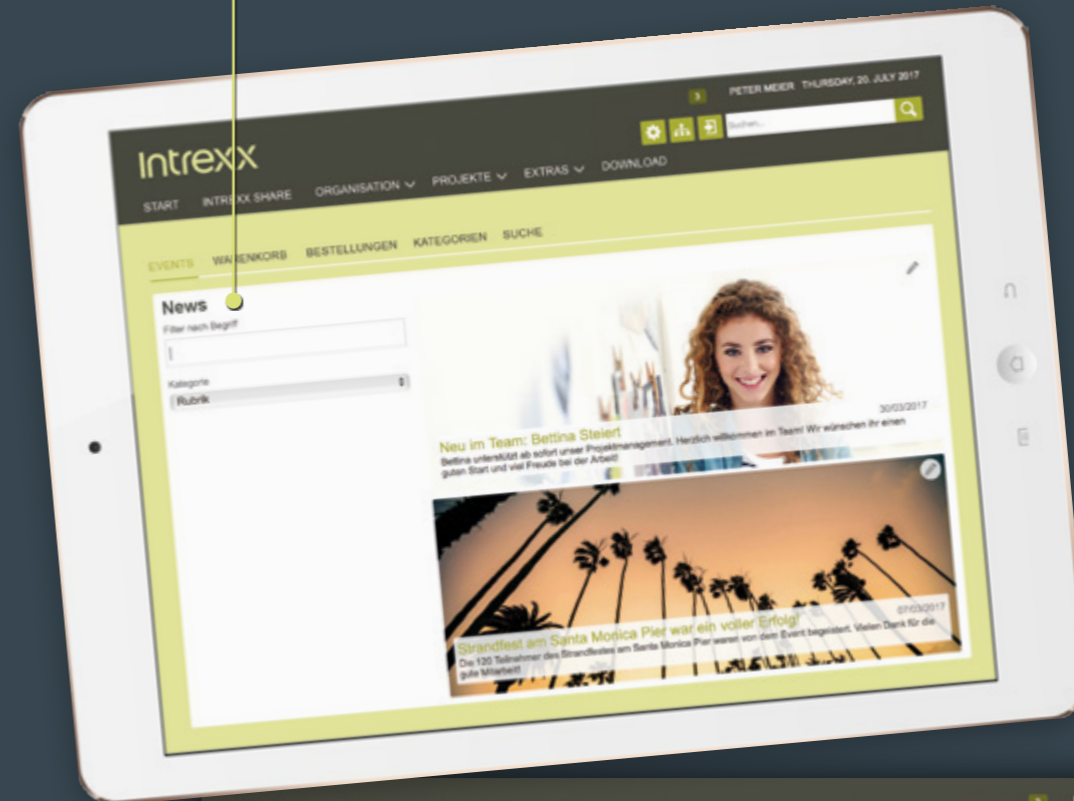 3
PETER MEIER THURSDAY, 20. JULY 2017
Intrexx
Suchen...
START INTREXX SHARE ORGANISATION PROJEKTE EXTRAS DOWNLOAD
EVENTS WARENKORB BESTELLUNGEN KATEGORIEN SUCHE
News
Filter nach Begriff
Kategorie
Rubrik
30/03/2017
Neu im Team: Bettina Steiert
Bettina unterstützt ab sofort unser Projektmanagement. Herzlich willkommen im Team! Wir wünschen ihr einen
guten Start und viel Freude bei der Arbeit!
07/03/2017
Strandfest am Santa Monica Pier war ein voller Erfolg!
Die 120 Teilnehmer des Strandfestes am Santa Monica Pier waren von dem Event begeistert. Vielen Dank für die
gute Mitarbeit!